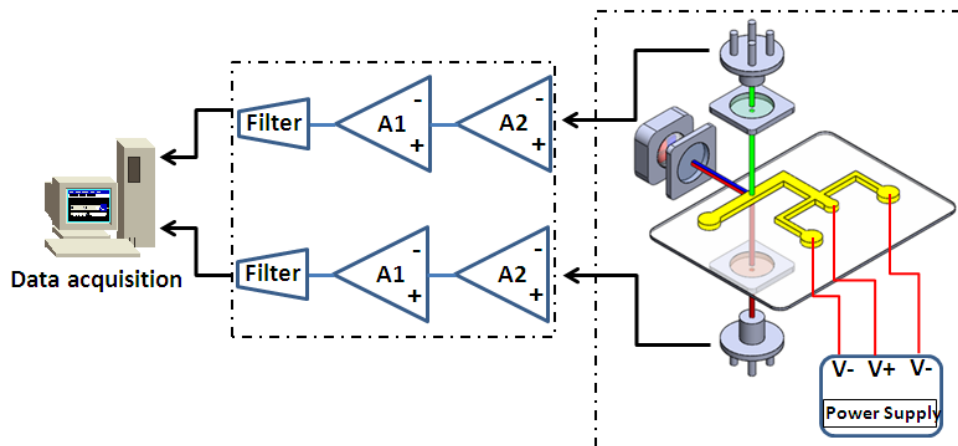 Filter
A1
-
+
A2
-
+
Data acquisition
Filter
A1
-
+
A2
-
+
V- V+ V-
Power Supply